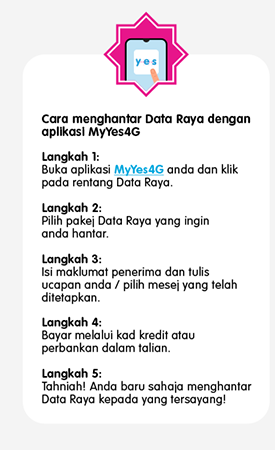 yes
Cara menghantar Data Raya dengan
aplikasi MyYes4G
Langkah 1:
Buka aplikasi MyYes4G anda dan klik
pada rentang Data Raya.
Langkah 2:
Pilih pakej Data Raya yang ingin
anda hantar.
Langkah 3:
Isi maklumat penerima dan tulis
ucapan anda / pilih mesej yang telah
ditetapkan.
Langkah 4:
Bayar melalui kad kredit atau
perbankan dalam talian.
Langkah 5:
Tahniah! Anda baru sahaja menghantar
Data Raya kepada yang tersayang!